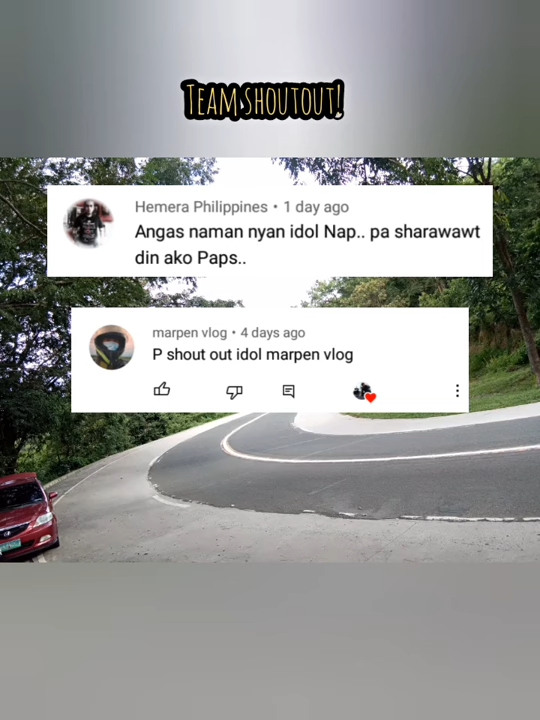 TEAM SHOUTOUT!
Hemera Philippines • 1 day ago
Angas naman nyan idol Nap.. pa sharawawt
din ako Paps..
marpen vlog • 4 days ago
P shout out idol marpen vlog